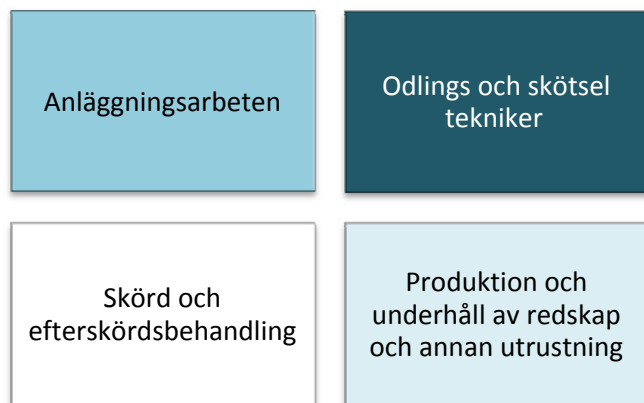 Anläggningsarbeten
Odlings och skötsel
tekniker
Skörd och
efterskördsbehandling
Produktion och
underhåll av redskap
och annan utrustning